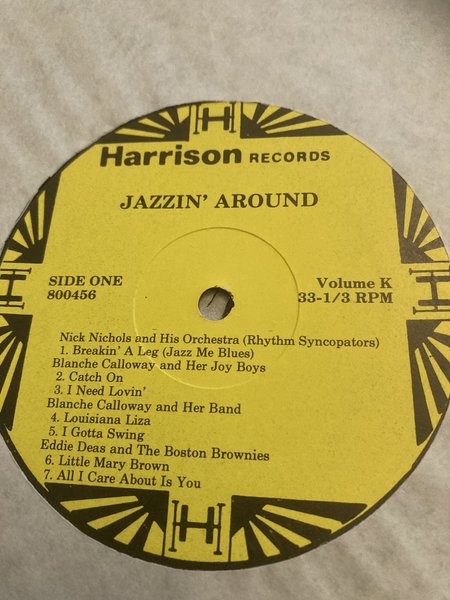 H
Harrison RECORDS
JAZZIN' AROUND
SIDE ONE
800456
Volume K
33-1/3 RPM
Nick Nichols and His Orchestra (Rhythm Syncopators)
1. Breakin' A Leg (Jazz Me Blues)
Blanche Calloway and Her Joy Boys
2. Catch On
3. I Need Lovin'
Blanche Calloway and Her Band
4. Louisiana Liza
5. I Gotta Swing
Eddie Deas and The Boston Brownies
6. Little Mary Brown
7. All I Care About Is You
H
H
H